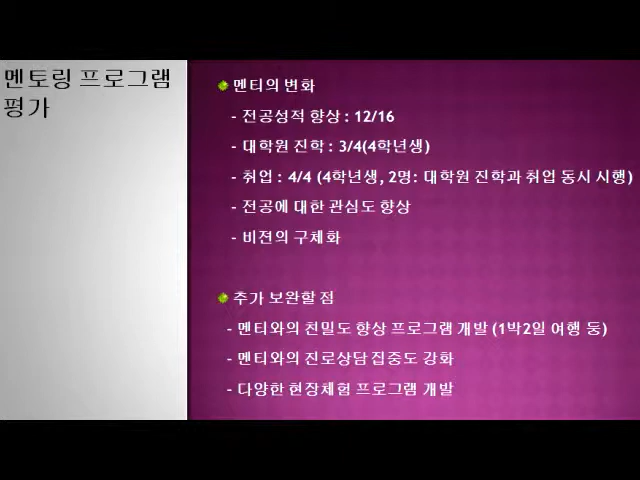 멘토링 프로그램
평가
멘티의 변화
- 전공성적 향상 : 12/16
- 대학원 진학 : 3/4(4학년생)
- 취업 : 4/4 (4학년생, 2명: 대학원 진학과 취업 동시 시행)
- 전공에 대한 관심도 향상
- 비젼의 구체화
추가 보완할 점
- 멘티와의 친밀도 향상 프로그램 개발 (1박2일 여행 등)
- 멘티와의 진로상담 집중도 강화
- 다양한 현장체험 프로그램 개발